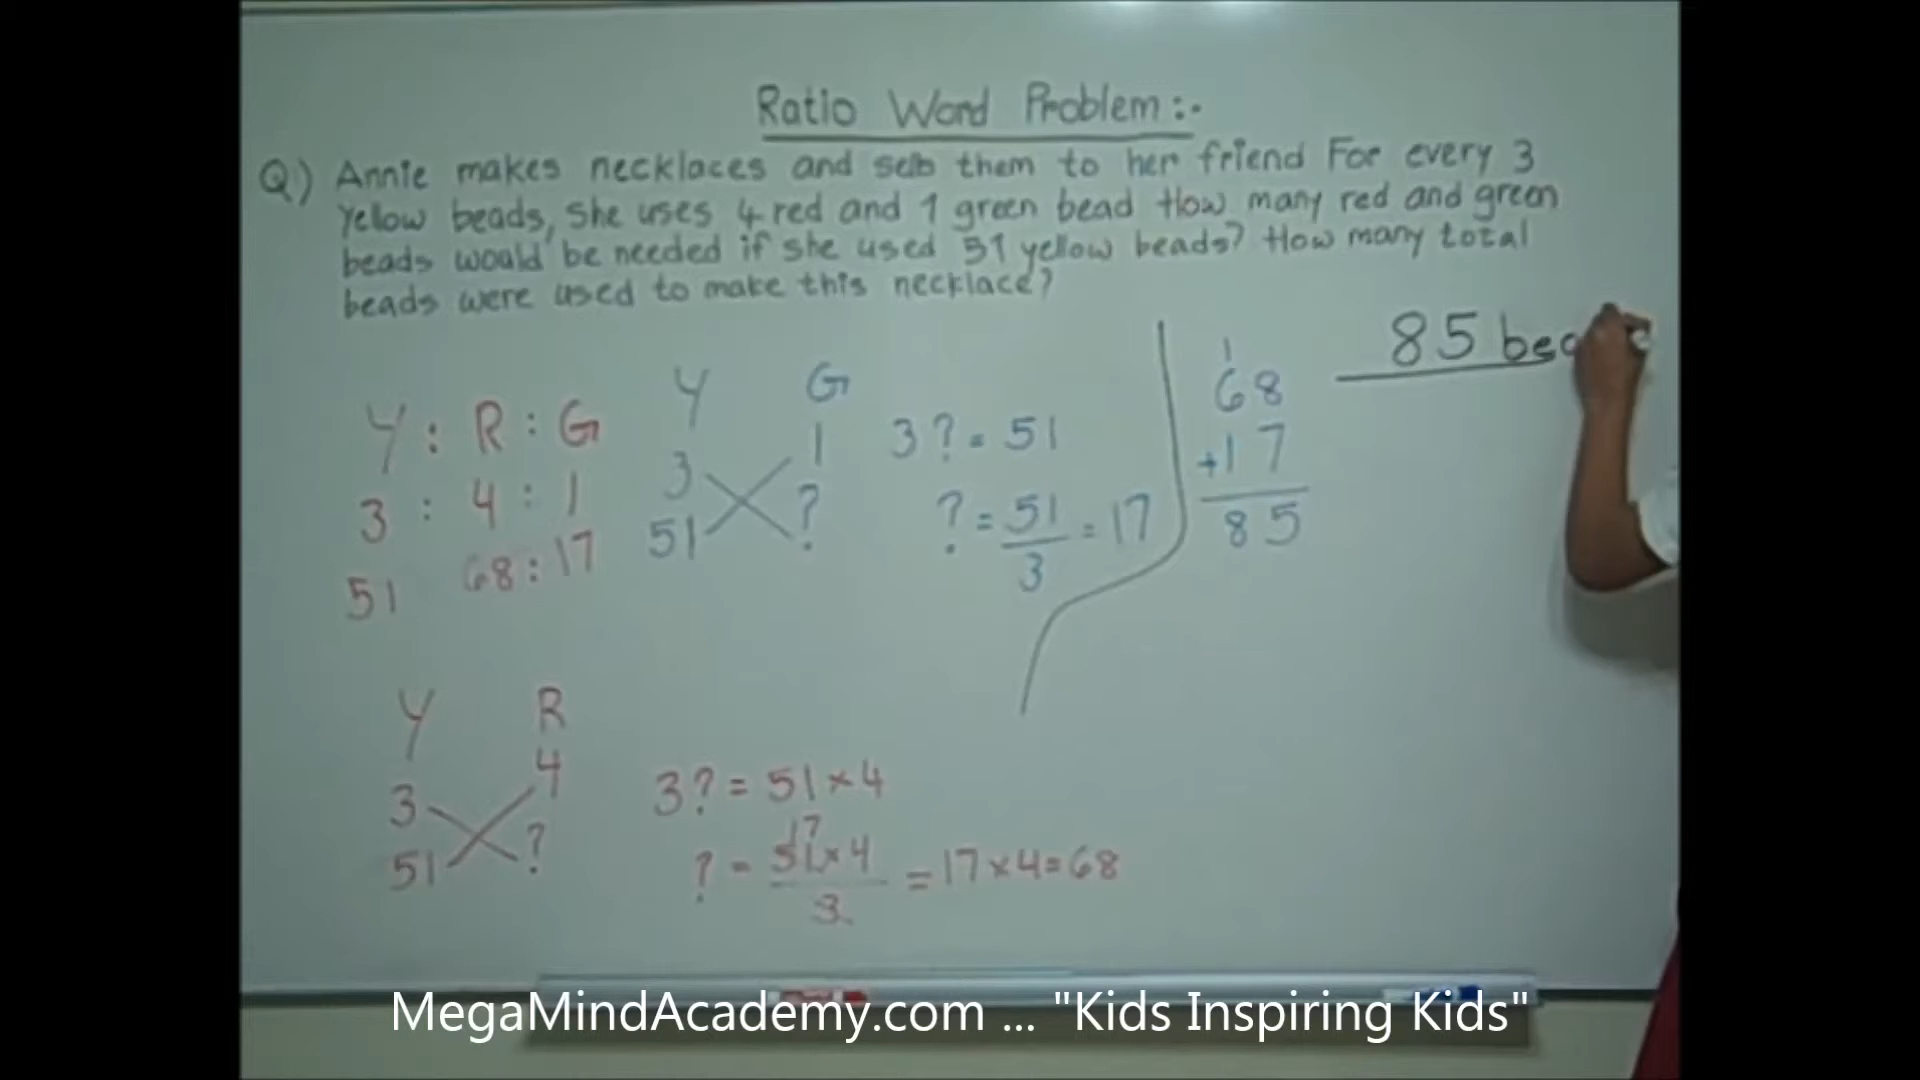 Ratio Word Problem:-
Q) Annie makes necklaces and sells them to her friend For every 3
yellow beads, she uses 4 red and 1 green bead How many red and green
beads would be needed if she used 51 yellow beads? How many total
beads were used to make this necklace?
85 bea
Y : R : G
3 : 4 : 1
51 68 : 17
Y G
3 1
51 ?
3? = 51
? = 51/3 = 17
1
68
+17
85
Y R
3 4
51 ?
3? = 51×4
17
? = 51×4/3 = 17×4=68
MegaMindAcademy.com ... "Kids Inspiring Kids"